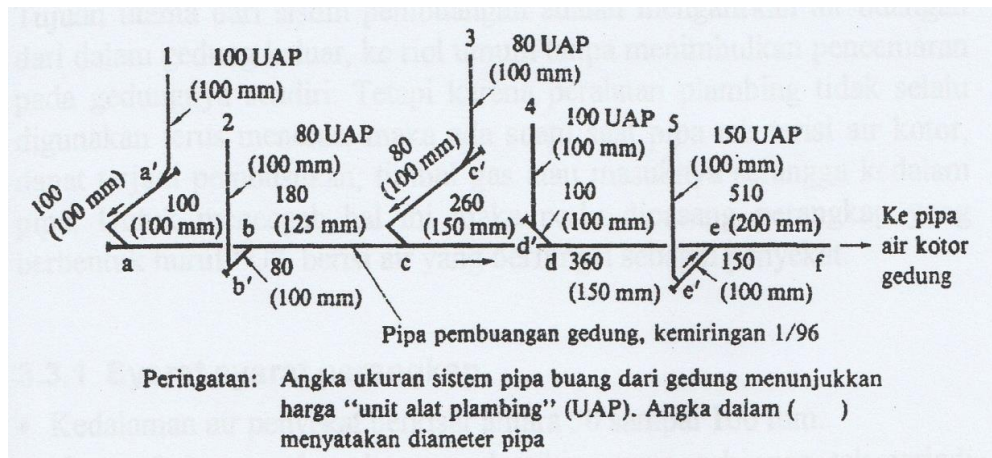 1
100 UAP
(100 mm)
2
80 UAP
(100 mm)
3
80 UAP
(100 mm)
4
100 UAP
(100 mm)
5
150 UAP
(100 mm)
a'
100
(100 mm)
100
(100 mm)
b
180
(125 mm)
80
(100 mm)
c'
260
(150 mm)
100
(100 mm)
510
(200 mm)
e
Ke pipa
air kotor
gedung
a
b'
80
(100 mm)
c
d'
d
360
(150 mm)
e'
150
(100 mm)
f
Pipa pembuangan gedung, kemiringan 1/96
Peringatan: Angka ukuran sistem pipa buang dari gedung menunjukkan
harga “unit alat plambing” (UAP). Angka dalam ( )
menyatakan diameter pipa